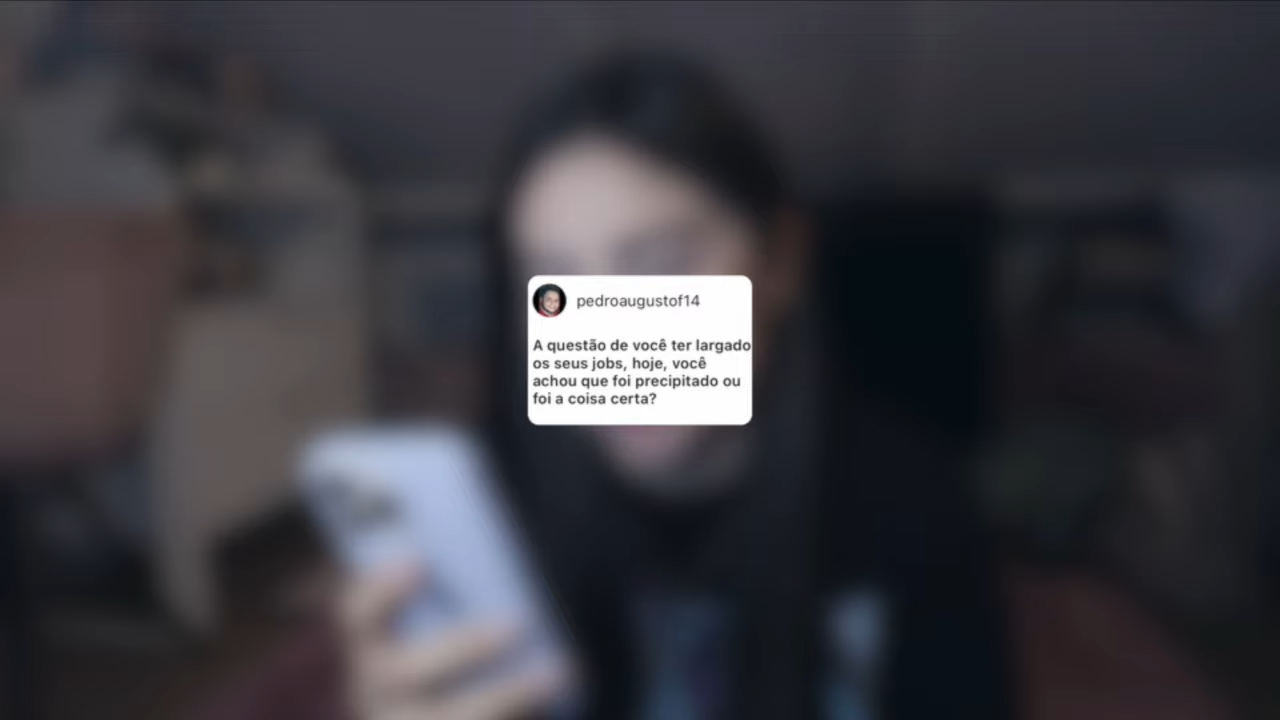 pedroaugustof14
A questão de você ter largado
os seus jobs, hoje, você
achou que foi precipitado ou
foi a coisa certa?